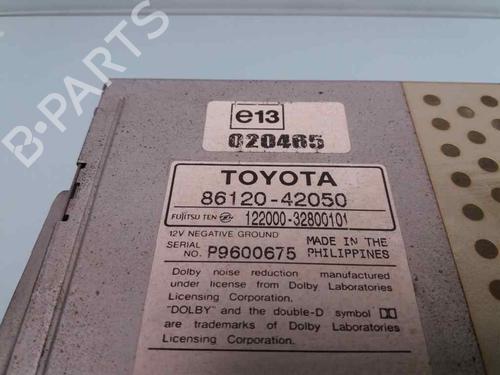 e13
020465
TOYOTA
86120-42050
FUJITSU TEN 122000-32800101
12V NEGATIVE GROUND
SERIAL NO. P9600675 MADE IN THE PHILIPPINES
Dolby noise reduction manufactured
under license from Dolby Laboratories
Licensing Corporation.
"DOLBY" and the double-D symbol
are trademarks of Dolby Laboratories
Licensing Corporation.